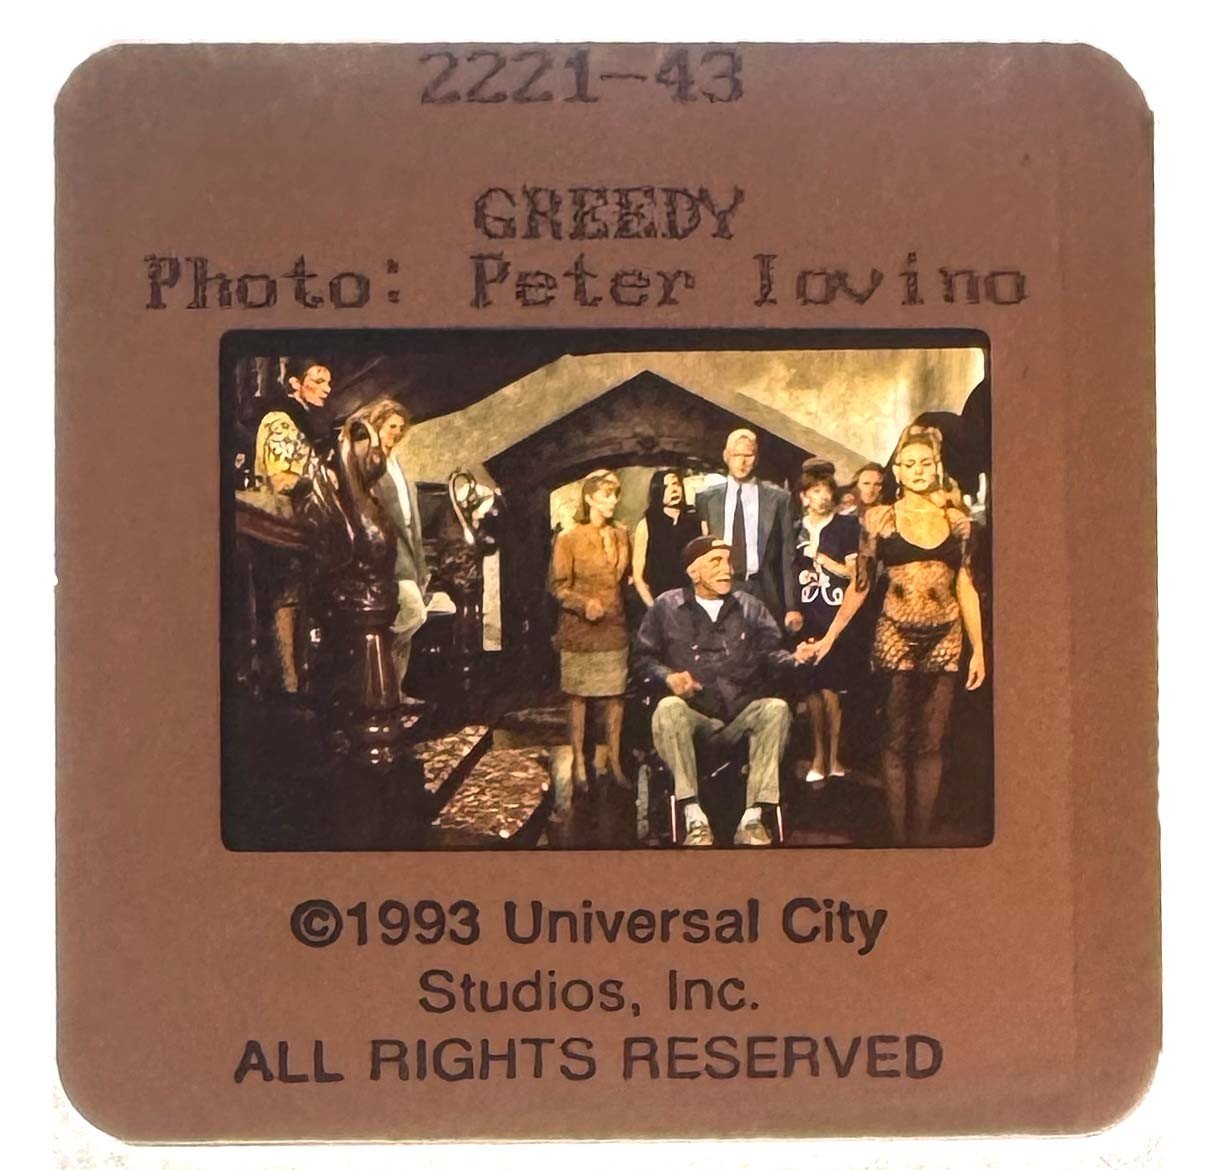 2221-43
GREEDY
Photo: Peter Iovino
©1993 Universal City
Studios, Inc.
ALL RIGHTS RESERVED